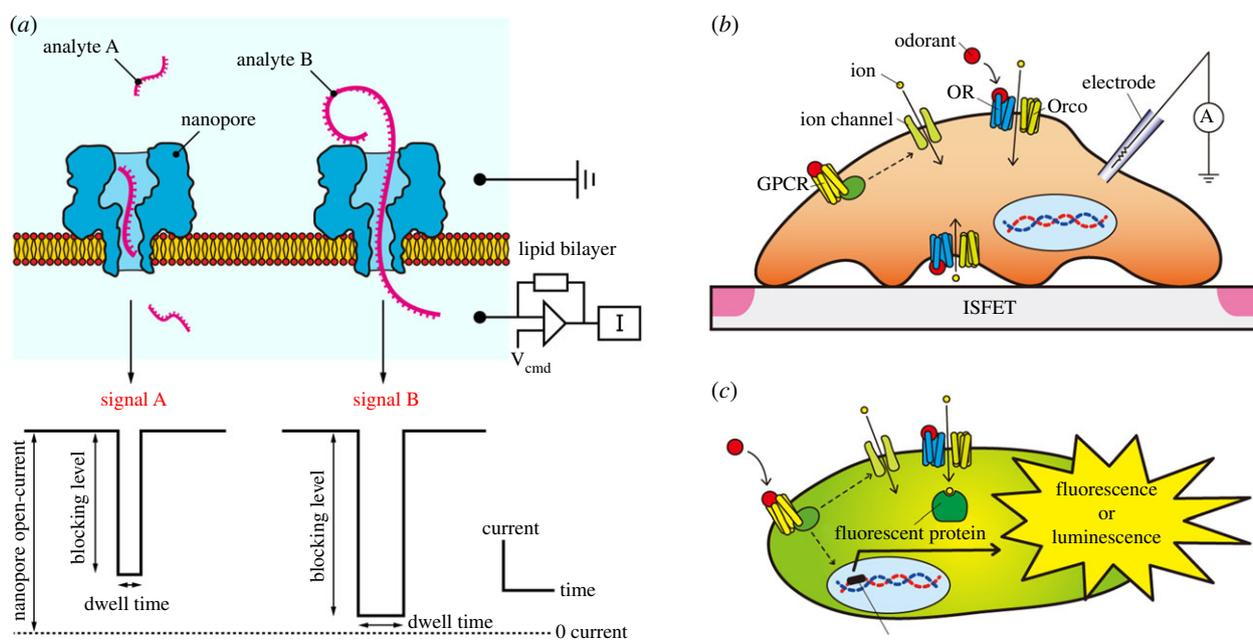 (a)
analyte A
analyte B
nanopore
lipid bilayer
I
Vcmd
signal A
signal B
nanopore open-current
blocking level
dwell time
blocking level
dwell time
current
time
0 current
(b)
odorant
ion
OR
Orco
electrode
A
ion channel
GPCR
ISFET
(c)
fluorescent protein
fluorescence
or
luminescence